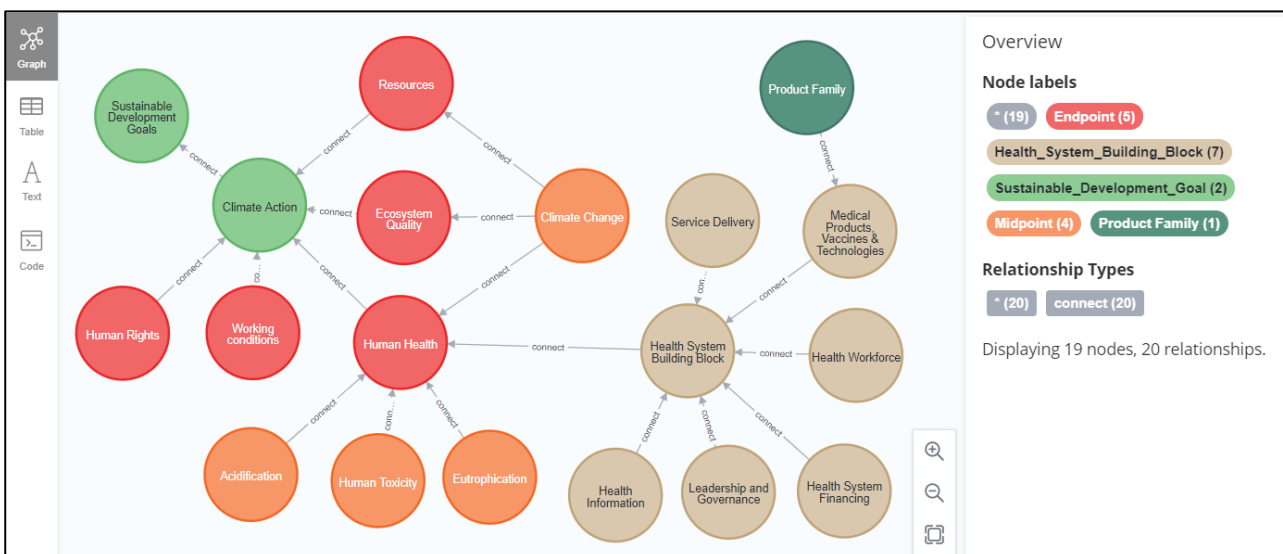 Graph
Table
Text
Code
Sustainable
Development
Goals
Resources
Product Family
Climate Action
Ecosystem
Quality
Climate Change
Service Delivery
Medical
Products,
Vaccines &
Technologies
Human Rights
Working
conditions
Human Health
Health System
Building Block
Health Workforce
Acidification
Human Toxicity
Eutrophication
Health
Information
Leadership and
Governance
Health System
Financing
connect
connect
connect
connect
connect
connect
connect
co...
connect
connect
connect
con...
connect
connect
connect
conn...
connect
connect
connect
connect
Overview
Node labels
* (19) Endpoint (5)
Health_System_Building_Block (7)
Sustainable_Development_Goal (2)
Midpoint (4) Product Family (1)
Relationship Types
* (20) connect (20)
Displaying 19 nodes, 20 relationships.